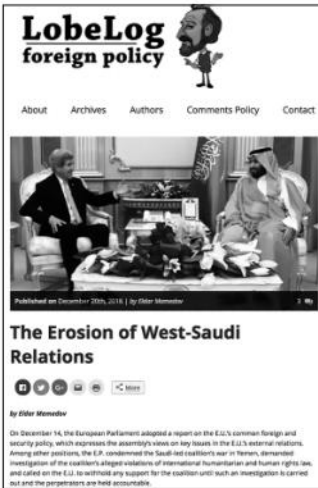 LobeLog
foreign policy
About Archives Authors Comments Policy Contact
Published on December 20th, 2016 | by Eldar Mamedov
3
The Erosion of West-Saudi
Relations
More
by Eldar Mamedov
On December 14, the European Parliament adopted a report on the E.U.'s common foreign and
security policy, which expresses the assembly's views on key issues in the E.U.'s external relations.
Among other positions, the E.P. condemned the Saudi-led coalition's war in Yemen, demanded
investigation of the coalition's alleged violations of international humanitarian and human rights law,
and called on the E.U. to withhold any support for the coalition until such an investigation is carried
out and the perpetrators are held accountable.